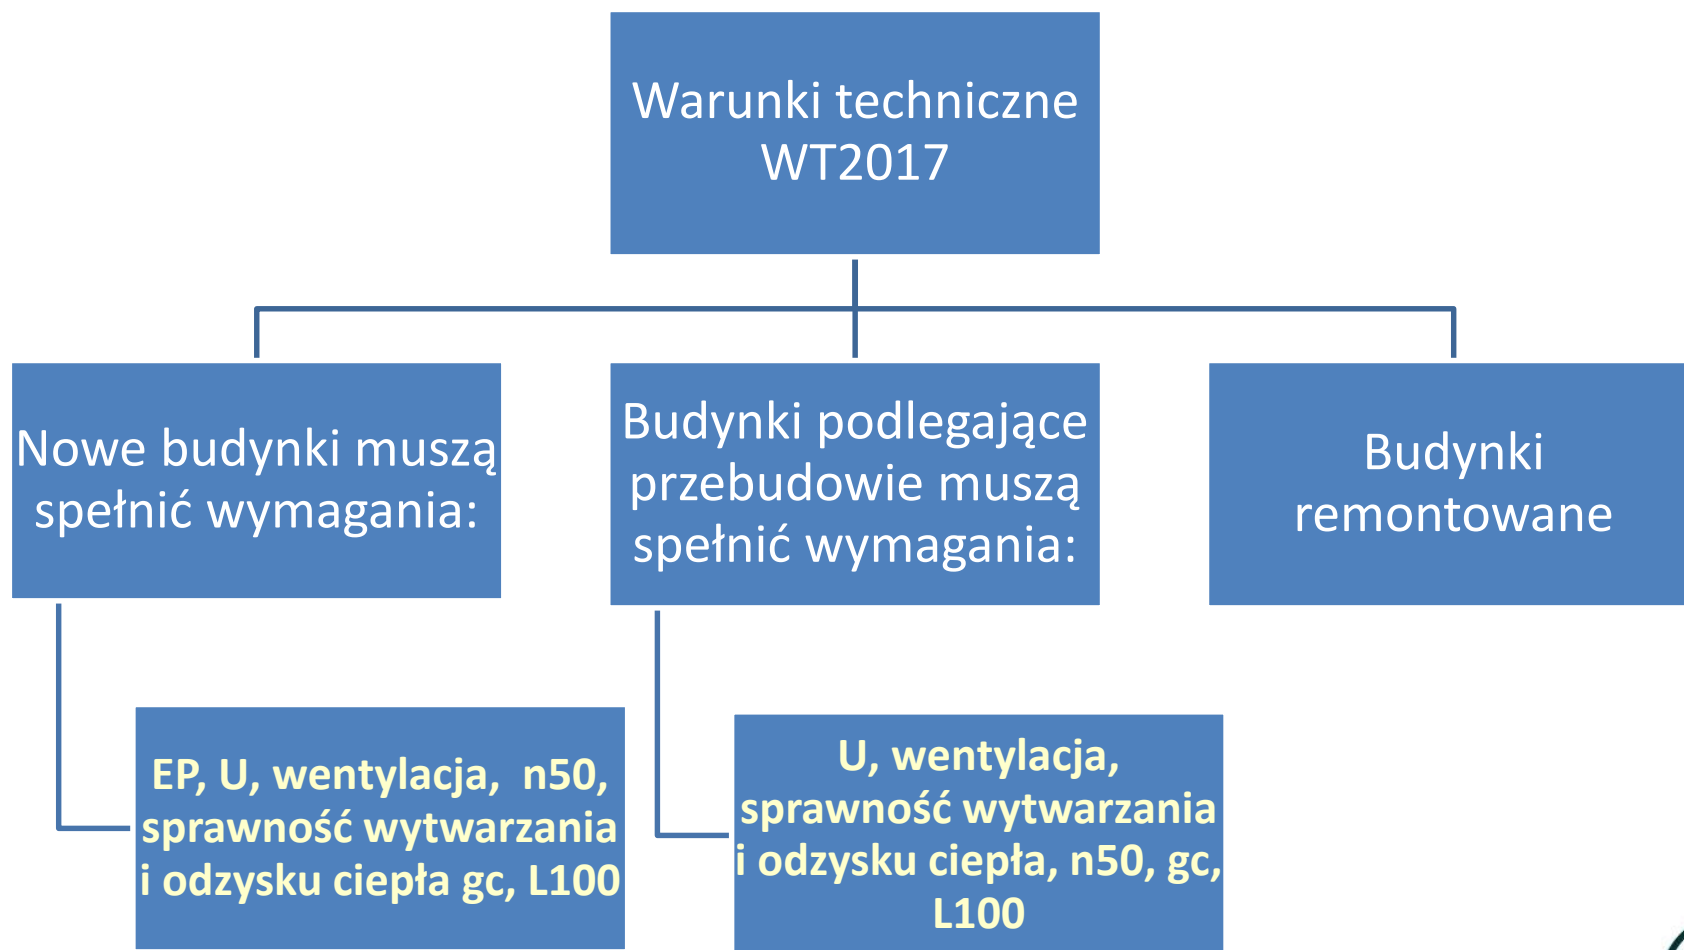 Warunki techniczne
WT2017
Nowe budynki muszą
spełnić wymagania:
Budynki podlegające
przebudowie muszą
spełnić wymagania:
Budynki
remontowane
EP, U, wentylacja, n50,
sprawność wytwarzania
i odzysku ciepła gc, L100
U, wentylacja,
sprawność wytwarzania
i odzysku ciepła, n50, gc,
L100